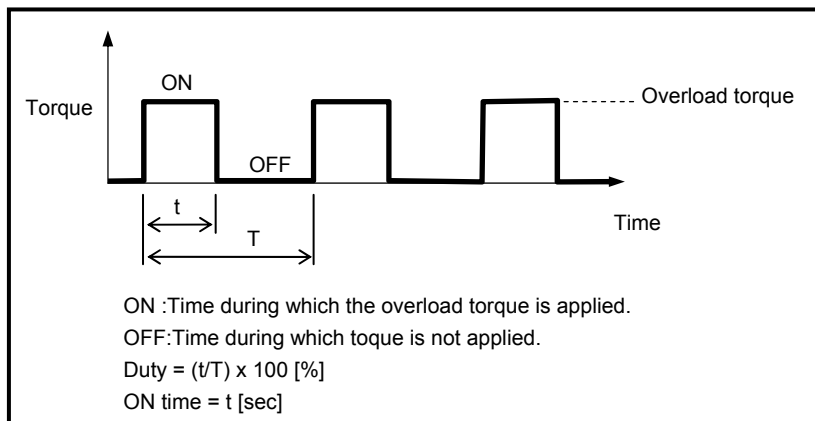 ON
Torque
Overload torque
OFF
t
Time
T
ON :Time during which the overload torque is applied.
OFF:Time during which toque is not applied.
Duty = (t/T) x 100 [%]
ON time = t [sec]